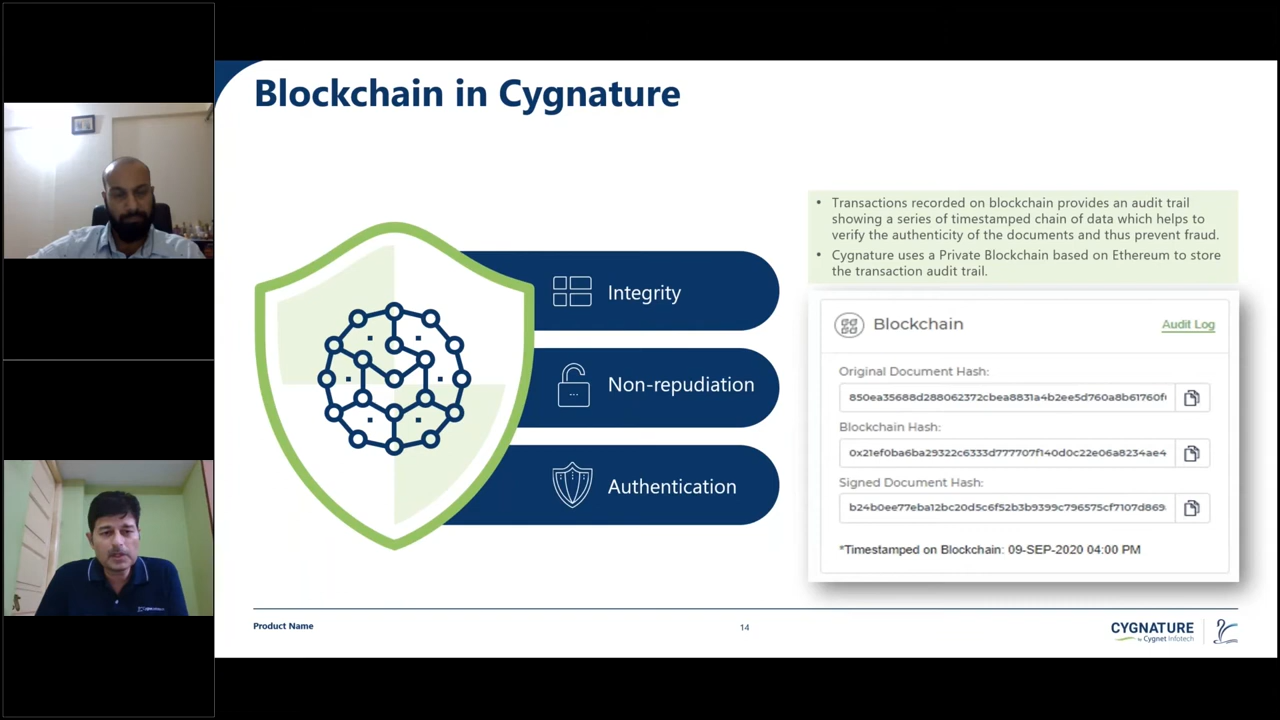 Blockchain in Cygnature
Integrity
Non-repudiation
Authentication
• Transactions recorded on blockchain provides an audit trail
showing a series of timestamped chain of data which helps to
verify the authenticity of the documents and thus prevent fraud.
• Cygnature uses a Private Blockchain based on Ethereum to store
the transaction audit trail.
Blockchain
Audit Log
Original Document Hash:
850ea35688d288062372cbea8831a4b2ee5d760a8b61760f
Blockchain Hash:
0x21ef0ba6ba29322c6333d777707f140d0c22e06a8234ae4
Signed Document Hash:
b24b0ee77eba12bc20d5c6f52b3b9399c796575cf7107d869
*Timestamped on Blockchain: 09-SEP-2020 04:00 PM
Product Name
14
CYGNATURE
by Cygnet Infotech